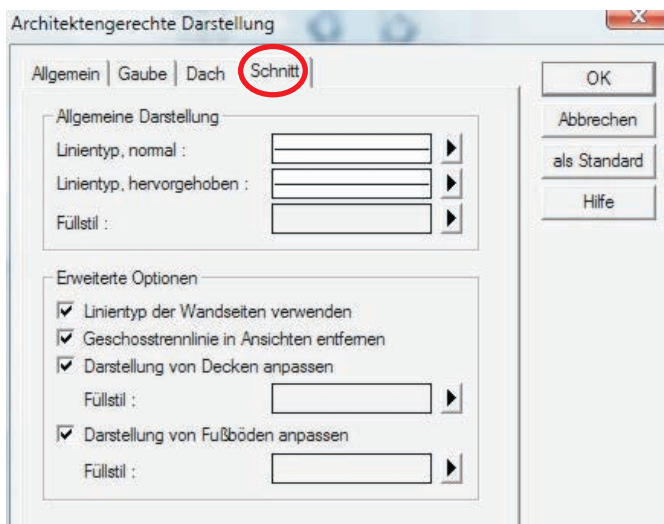 Architektengerechte Darstellung
Allgemein Gaube Dach Schnitt
OK
Abbrechen
als Standard
Hilfe
Allgemeine Darstellung
Linientyp, normal :
Linientyp, hervorgehoben :
Füllstil :
Erweiterte Optionen
Linientyp der Wandseiten verwenden
Geschosstrennlinie in Ansichten entfernen
Darstellung von Decken anpassen
Füllstil :
Darstellung von Fußböden anpassen
Füllstil :